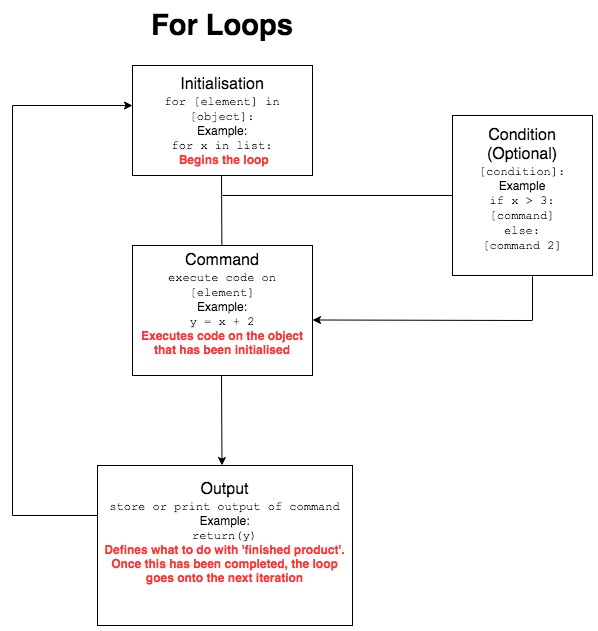 For Loops
Initialisation
for [element] in
[object]:
Example:
for x in list:
Begins the loop
Condition
(Optional)
[condition]:
Example
if x > 3:
[command]
else:
[command 2]
Command
execute code on
[element]
Example:
y = x + 2
Executes code on the object
that has been initialised
Output
store or print output of command
Example:
return(y)
Defines what to do with 'finished product'.
Once this has been completed, the loop
goes onto the next iteration